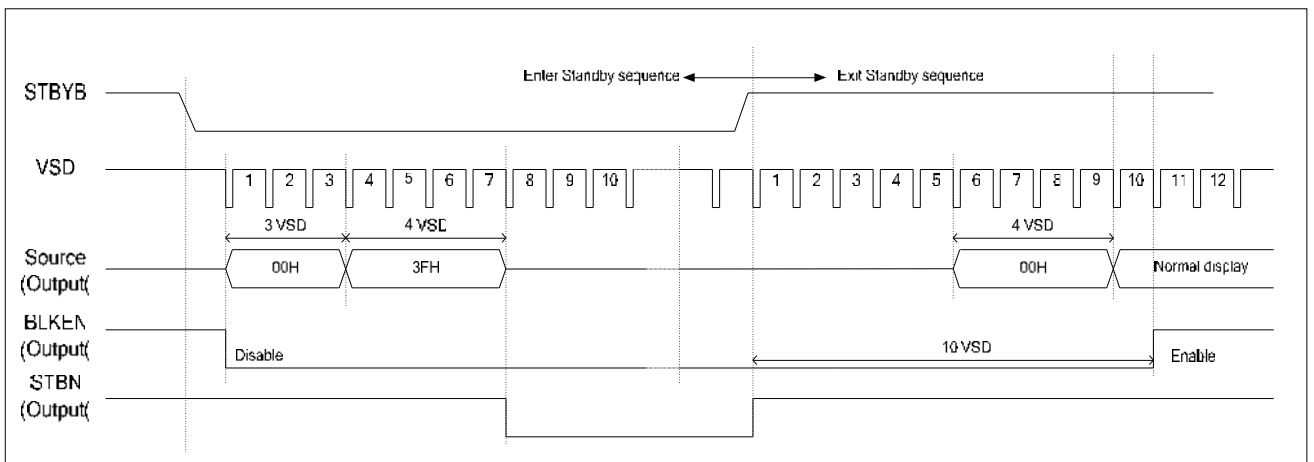 Enter Standby sequence Exit Standby sequence
STBYB
VSD
1 2 3 4 5 6 7 8 9 10 1 2 3 4 5 6 7 8 9 10 11 12
3 VSD 4 VSD 4 VSD
Source
(Output(
00H 3FH 00H Normal display
BLKEN
(Output(
Disable 10 VSD Enable
STBN
(Output(